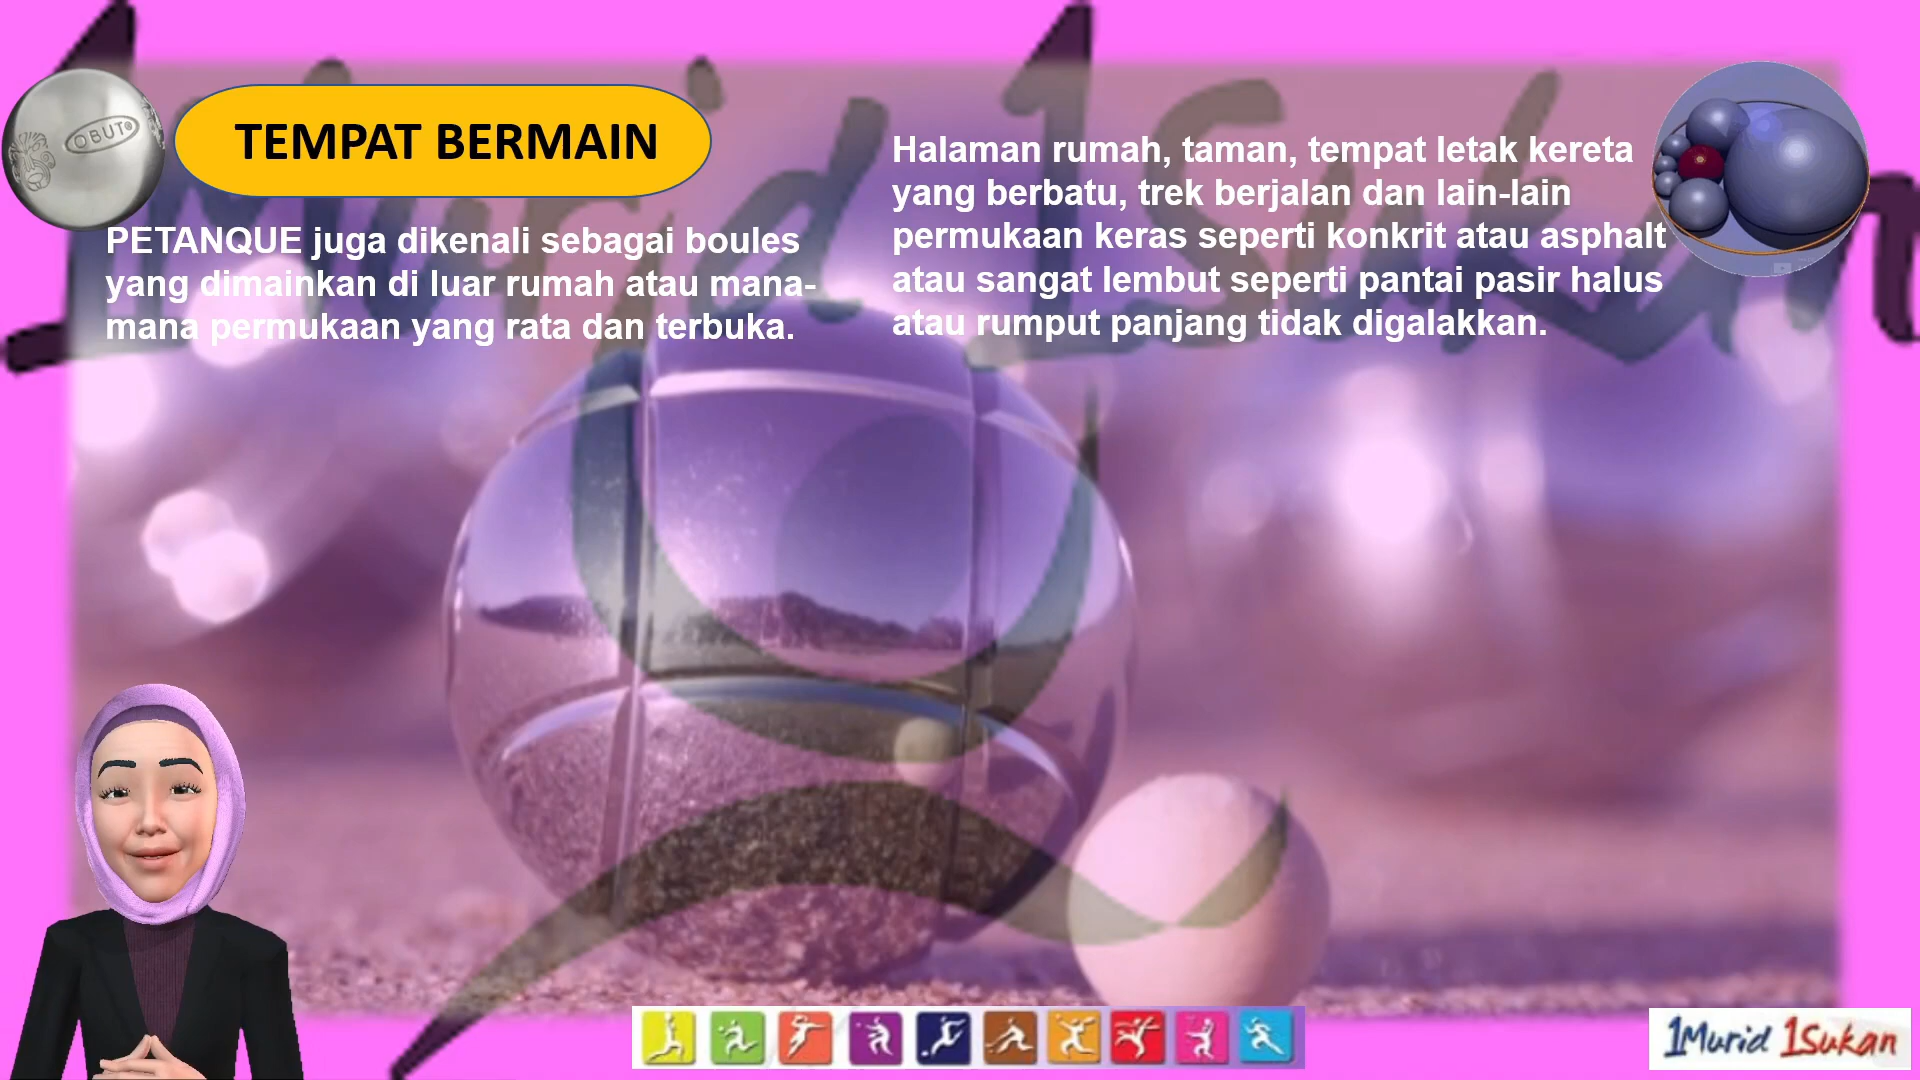 TEMPAT BERMAIN
PETANQUE juga dikenali sebagai boules
yang dimainkan di luar rumah atau mana-
mana permukaan yang rata dan terbuka.
Halaman rumah, taman, tempat letak kereta
yang berbatu, trek berjalan dan lain-lain
permukaan keras seperti konkrit atau asphalt
atau sangat lembut seperti pantai pasir halus
atau rumput panjang tidak digalakkan.
OBUT®
1Murid 1Sukan
1Murid 1Sukan